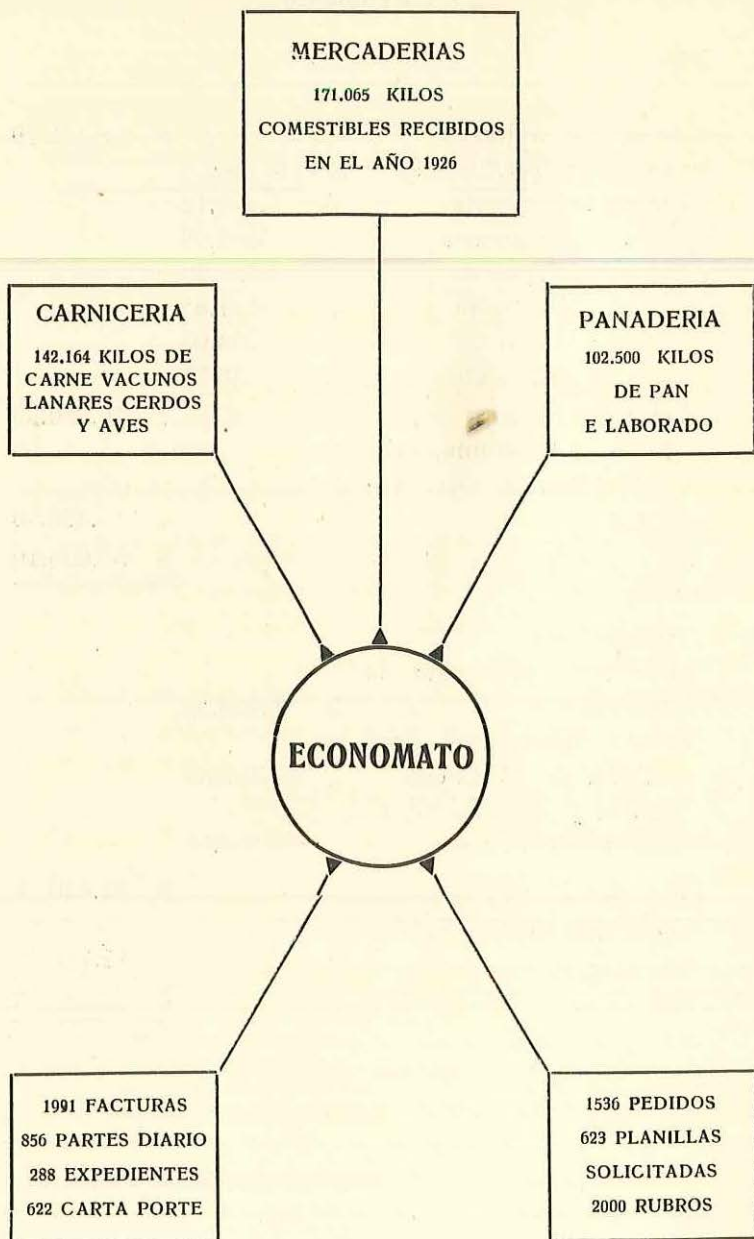 MERCADERIAS
171.065 KILOS
COMESTiBLES RECIBIDOS
EN EL AÑO 1926
CARNICERIA
142.164 KILOS DE
CARNE VACUNOS
LANARES CERDOS
Y AVES
PANADERIA
102.500 KILOS
DE PAN
E LABORADO
ECONOMATO
1991 FACTURAS
856 PARTES DIARIO
288 EXPEDIENTES
622 CARTA PORTE
1536 PEDIDOS
623 PLANILLAS
SOLICITADAS
2000 RUBROS